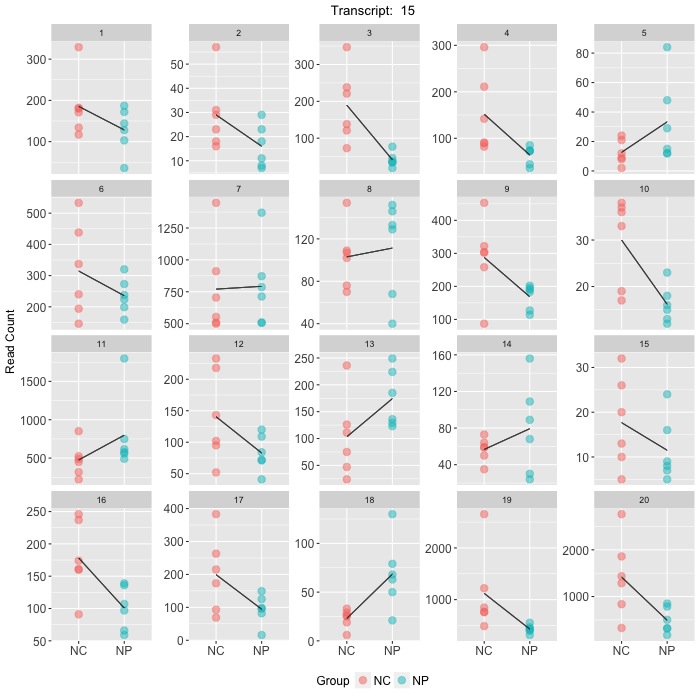 Transcript: 15
1 2 3 4 5
300 50 300 300 80
40 60
200 30 200 200 40
20 100 100 20
100 10 0
6 7 8 9 10
500 1250 120 400 30
400 1000 300
300 750 80 200 20
200 500 40 100
Read Count
11 12 13 14 15
1500 200 250 160 30
150 200 120
1000 100 150 80 20
100
500 50 50 40 10
16 17 18 19 20
250 400 100 2000 2000
200 300
150 200 50 1000 1000
100 100
50 0 0
NC NP NC NP NC NP NC NP NC NP
Group NC NP